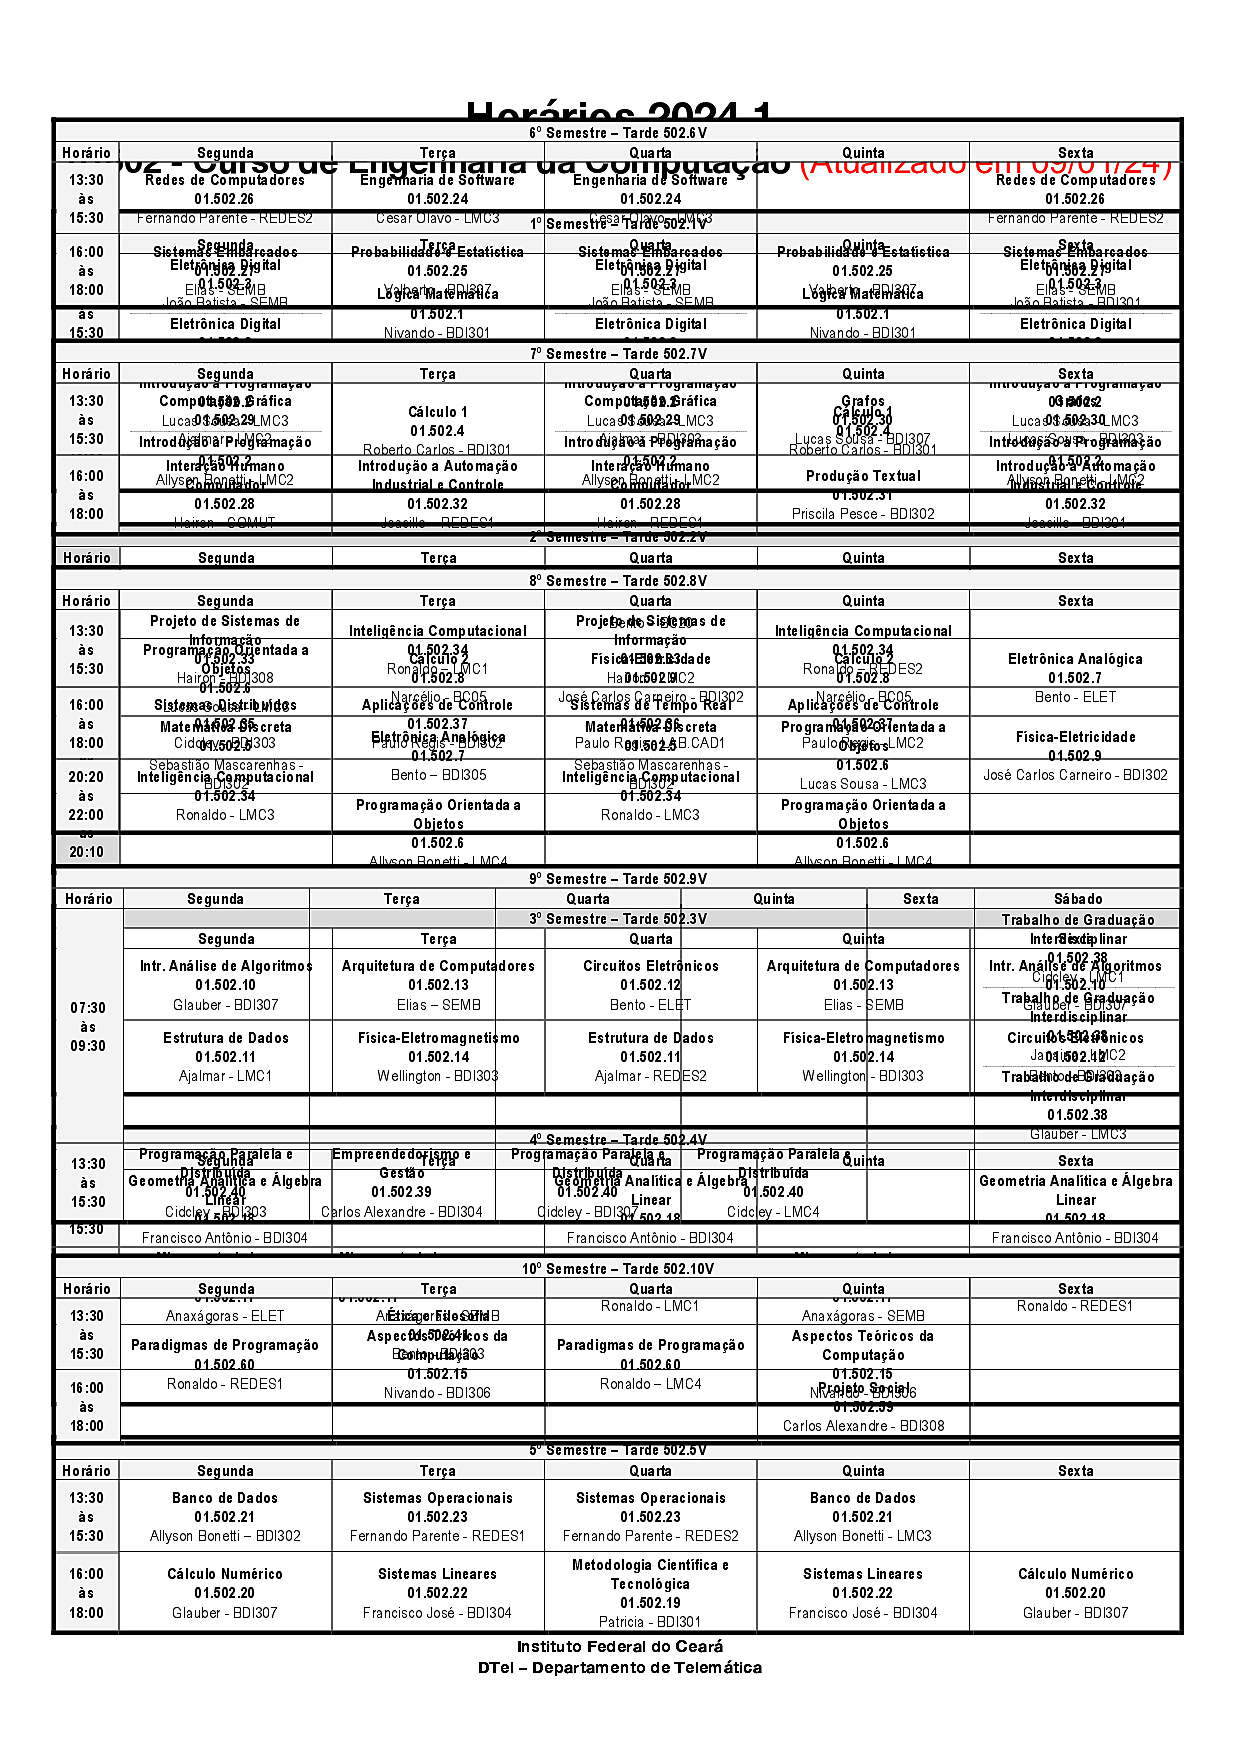 Horários 2024.1
502 - Curso de Engenharia da Computação (Atualizado em 09/01/24)
6º Semestre – Tarde 502.6V
Horário Segunda Terça Quarta Quinta Sexta
13:30 às 15:30
Redes de Computadores 01.502.26 Fernando Parente - REDES2
Engenharia de Software 01.502.24 Cesar Olavo - LMC3
Engenharia de Software 01.502.24 Cesar Olavo - LMC3
Redes de Computadores 01.502.26 Fernando Parente - REDES2
1º Semestre – Tarde 502.1V
Segunda Terça Quarta Quinta Sexta
16:00 às 18:00
Sistemas Embarcados 01.502.27 Elias - SEMB
Probabilidade e Estatística 01.502.25 Valberto - BDI307
Sistemas Embarcados 01.502.27 Elias - SEMB
Probabilidade e Estatística 01.502.25 Valberto - BDI307
Sistemas Embarcados 01.502.27 Elias - SEMB
Eletrônica Digital 01.502.3 João Batista - SEMB
Lógica Matemática 01.502.1 Nivando - BDI301
Eletrônica Digital 01.502.3 João Batista - SEMB
Lógica Matemática 01.502.1 Nivando - BDI301
Eletrônica Digital 01.502.3 João Batista - BDI301
às 15:30
Eletrônica Digital
Eletrônica Digital
Eletrônica Digital
7º Semestre – Tarde 502.7V
Horário Segunda Terça Quarta Quinta Sexta
13:30 às 15:30
Introdução a Programação 01.502.2 Lucas Sousa - LMC3
Computação Gráfica 01.502.29 Ajalmar - LMC2
Cálculo 1 01.502.4 Roberto Carlos - BDI301
Introdução a Programação 01.502.2 Lucas Sousa - LMC3
Computação Gráfica 01.502.29 Ajalmar - BDI303
Grafos 01.502.30 Lucas Sousa - BDI307
Cálculo 1 01.502.4 Roberto Carlos - BDI301
Introdução a Programação 01.502.2 Lucas Sousa - LMC3
Grafos 01.502.30 Lucas Sousa - BDI303
Introdução a Programação 01.502.2 Allyson Bonetti - LMC2
Introdução a Programação 01.502.2 Allyson Bonetti - LMC2
Introdução a Programação 01.502.2 Allyson Bonetti - LMC2
16:00 às 18:00
Interação Humano Computador 01.502.28 Hairon - COMUT
Introdução a Automação Industrial e Controle 01.502.32 Joacillo - REDES1
Interação Humano Computador 01.502.28 Hairon - REDES1
Produção Textual 01.502.31 Priscila Pesce - BDI302
Introdução a Automação Industrial e Controle 01.502.32 Joacillo - BDI301
2º Semestre – Tarde 502.2V
Horário Segunda Terça Quarta Quinta Sexta
8º Semestre – Tarde 502.8V
Horário Segunda Terça Quarta Quinta Sexta
13:30 às 15:30
Projeto de Sistemas de Informação 01.502.33 Hairon - BDI308
Inteligência Computacional 01.502.34 Ronaldo – LMC1
Projeto de Sistemas de Informação 01.502.33 Hairon - LMC2
Inteligência Computacional 01.502.34 Ronaldo – REDES2
Programação Orientada a Objetos 01.502.6 Lucas Sousa - LMC3
Cálculo 2 01.502.8 Narcélio - BC05
Física-Eletricidade 01.502.9 José Carlos Carneiro - BDI302
Cálculo 2 01.502.8 Narcélio - BC05
Eletrônica Analógica 01.502.7 Bento - ELET
16:00 às 18:00
Sistemas Distribuídos 01.502.35 Cidcley - BDI303
Aplicações de Controle 01.502.37 Paulo Regis - BDI302
Sistemas de Tempo Real 01.502.36 Paulo Regis - LAB.CAD1
Aplicações de Controle 01.502.37 Paulo Regis - LMC2
Matemática Discreta 01.502.5 Sebastião Mascarenhas - BDI302
Eletrônica Analógica 01.502.7 Bento – BDI305
Matemática Discreta 01.502.5 Sebastião Mascarenhas - BDI302
Programação Orientada a Objetos 01.502.6 Lucas Sousa - LMC3
Física-Eletricidade 01.502.9 José Carlos Carneiro - BDI302
20:20 às 22:00
Inteligência Computacional 01.502.34 Ronaldo - LMC3
Inteligência Computacional 01.502.34 Ronaldo - LMC3
às 20:10
Programação Orientada a Objetos 01.502.6 Allyson Bonetti - LMC4
Programação Orientada a Objetos 01.502.6 Allyson Bonetti - LMC4
9º Semestre – Tarde 502.9V
Horário Segunda Terça Quarta Quinta Sexta Sábado
3º Semestre – Tarde 502.3V
Segunda Terça Quarta Quinta Sexta
07:30 às 09:30
Trabalho de Graduação Interdisciplinar 01.502.38 Cidcley - LMC1
Trabalho de Graduação Interdisciplinar 01.502.38 Janaina - LMC2
Trabalho de Graduação Interdisciplinar 01.502.38 Glauber - LMC3
Intr. Análise de Algoritmos 01.502.10 Glauber - BDI307
Arquitetura de Computadores 01.502.13 Elias – SEMB
Circuitos Eletrônicos 01.502.12 Bento - ELET
Arquitetura de Computadores 01.502.13 Elias - SEMB
Intr. Análise de Algoritmos 01.502.10 Glauber - BDI307
Estrutura de Dados 01.502.11 Ajalmar - LMC1
Física-Eletromagnetismo 01.502.14 Wellington - BDI303
Estrutura de Dados 01.502.11 Ajalmar - REDES2
Física-Eletromagnetismo 01.502.14 Wellington - BDI303
Circuitos Eletrônicos 01.502.12
4º Semestre – Tarde 502.4V
Segunda Terça Quarta Quinta Sexta
13:30 às 15:30
Programação Paralela e Distribuída 01.502.40 Cidcley - BDI303
Empreendedorismo e Gestão 01.502.39 Carlos Alexandre - BDI304
Programação Paralela e Distribuída 01.502.40 Cidcley - BDI307
Programação Paralela e Distribuída 01.502.40 Cidcley - LMC4
15:30
Geometria Analítica e Álgebra Linear 01.502.18 Francisco Antônio - BDI304
Geometria Analítica e Álgebra Linear 01.502.18 Francisco Antônio - BDI304
Geometria Analítica e Álgebra Linear 01.502.18 Francisco Antônio - BDI304
10º Semestre – Tarde 502.10V
Horário Segunda Terça Quarta Quinta Sexta
13:30 às 15:30
Anaxágoras - ELET
Anaxágoras - SEMB
Ética e Filosofia 01.502.41 Bento - BDI303
Ronaldo - LMC1
Anaxágoras - SEMB
Ronaldo - REDES1
Paradigmas de Programação 01.502.60 Ronaldo - REDES1
Aspectos Teóricos da Computação 01.502.15 Nivando - BDI306
Paradigmas de Programação 01.502.60 Ronaldo – LMC4
Aspectos Teóricos da Computação 01.502.15 Nivando - BDI306
16:00 às 18:00
Projeto Social 01.502.59 Carlos Alexandre - BDI308
5º Semestre – Tarde 502.5V
Horário Segunda Terça Quarta Quinta Sexta
13:30 às 15:30
Banco de Dados 01.502.21 Allyson Bonetti – BDI302
Sistemas Operacionais 01.502.23 Fernando Parente - REDES1
Sistemas Operacionais 01.502.23 Fernando Parente - REDES2
Banco de Dados 01.502.21 Allyson Bonetti - LMC3
16:00 às 18:00
Cálculo Numérico 01.502.20 Glauber - BDI307
Sistemas Lineares 01.502.22 Francisco José - BDI304
Metodologia Científica e Tecnológica 01.502.19 Patricia - BDI301
Sistemas Lineares 01.502.22 Francisco José - BDI304
Cálculo Numérico 01.502.20 Glauber - BDI307
Instituto Federal do Ceará
DTel – Departamento de Telemática